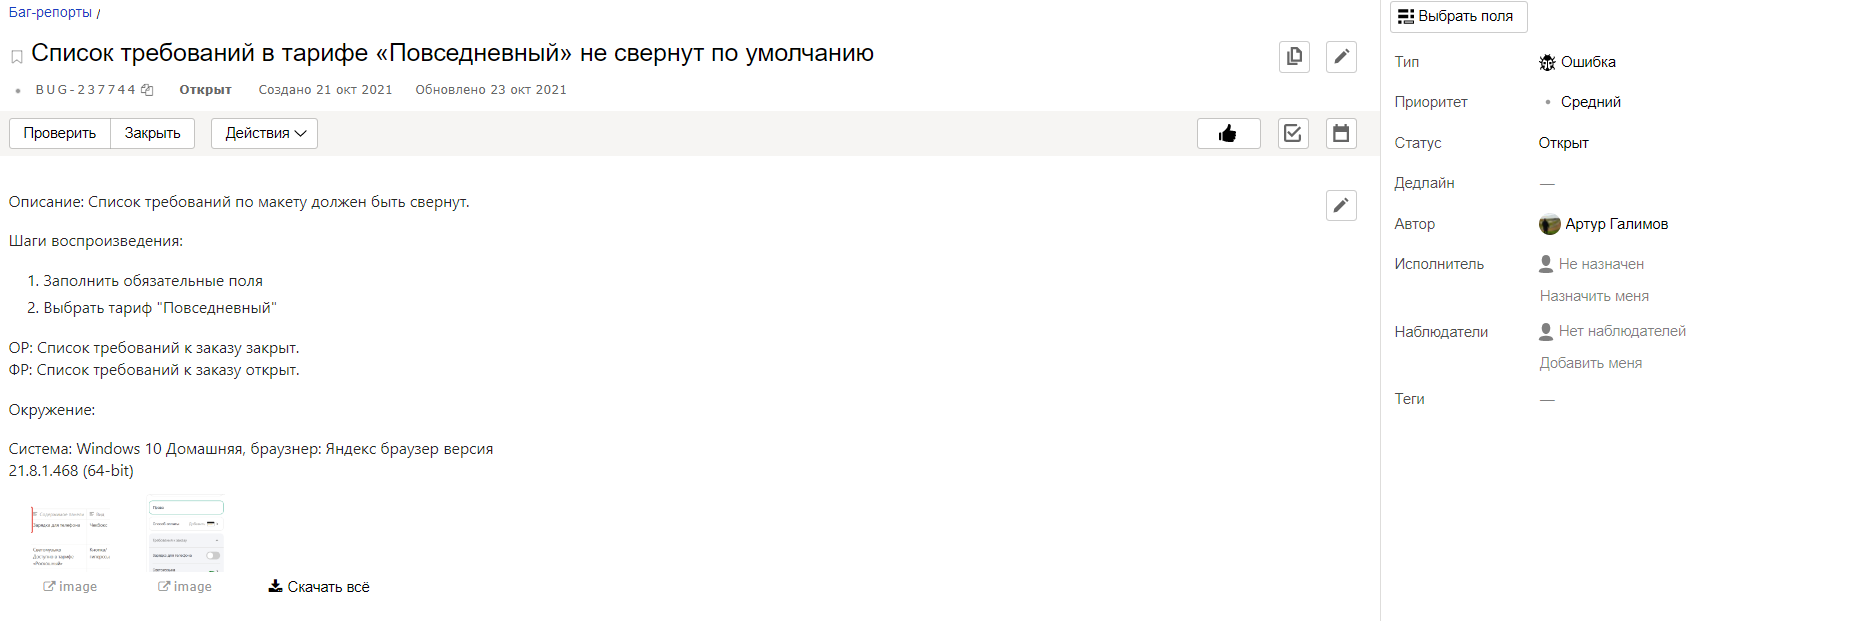 Баг-репорты /
Список требований в тарифе «Повседневный» не свернут по умолчанию
BUG-237744 Открыт Создано 21 окт 2021 Обновлено 23 окт 2021
Проверить Закрыть Действия
Описание: Список требований по макету должен быть свернут.
Шаги воспроизведения:
1. Заполнить обязательные поля
2. Выбрать тариф "Повседневный"
ОР: Список требований к заказу закрыт.
ФР: Список требований к заказу открыт.
Окружение:
Система: Windows 10 Домашняя, браузнер: Яндекс браузер версия
21.8.1.468 (64-bit)
Зарядка для телефона
image image Скачать всё
Выбрать поля
Тип Ошибка
Приоритет Средний
Статус Открыт
Дедлайн —
Автор Артур Галимов
Исполнитель Не назначен
Назначить меня
Наблюдатели Нет наблюдателей
Добавить меня
Теги —